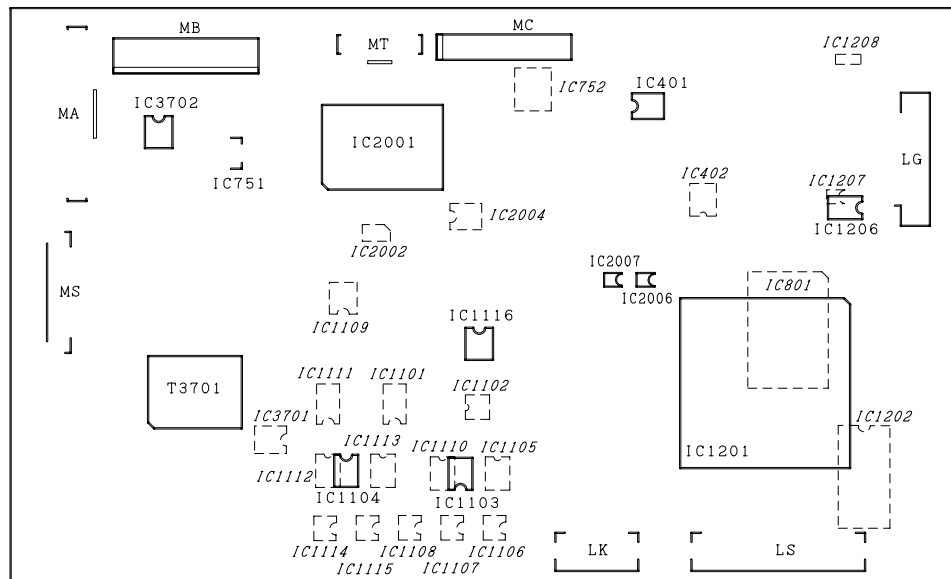 MB
MT
MC
IC1208
IC752
IC401
MA
IC3702
IC2001
LG
IC751
IC402
IC1207
IC2004
IC1206
IC2002
IC2007
IC2006
IC801
MS
IC1109
IC1116
T3701
IC1111
IC1101
IC1102
IC3701
IC1202
IC1113
IC1110
IC1105
IC1201
IC1112
IC1104
IC1103
IC1114
IC1108
IC1106
IC1115
IC1107
LK
LS